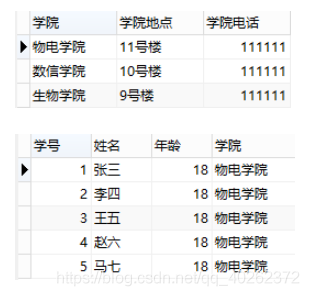 学院 学院地点 学院电话
物电学院 11号楼 111111
数信学院 10号楼 111111
生物学院 9号楼 111111
学号 姓名 年龄 学院
1 张三 18 物电学院
2 李四 18 物电学院
3 王五 18 物电学院
4 赵六 18 物电学院
5 马七 18 物电学院
https://blog.csdn.net/qq_40262372